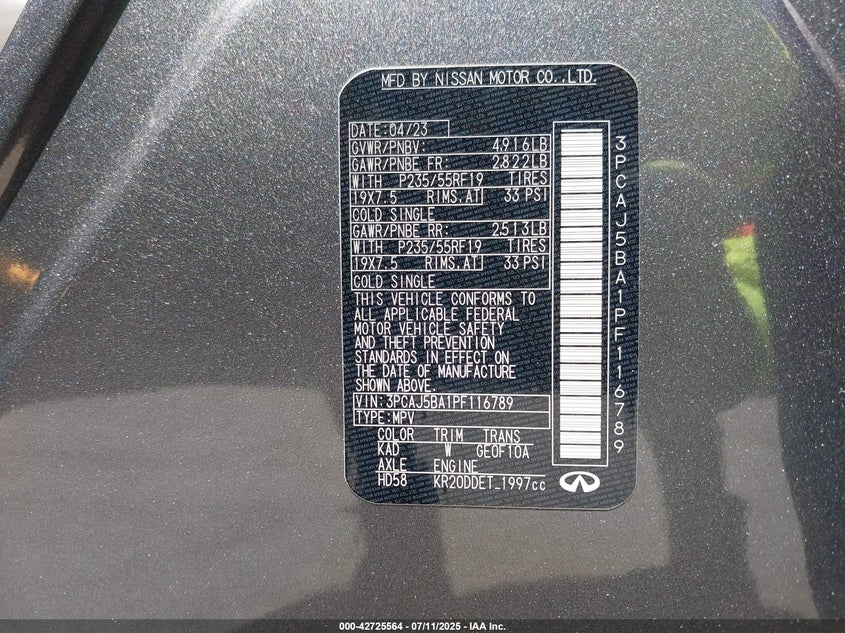 MFD BY NISSAN MOTOR CO.,LTD.
DATE:04/23
GVWR/PNBV: 4916LB
GAWR/PNBE FR: 2822LB
WITH P235/55RF19 TIRES
19X7.5 RIMS.AT 33 PSI
COLD SINGLE
GAWR/PNBE RR: 2513LB
WITH P235/55RF19 TIRES
19X7.5 RIMS.AT 33 PSI
COLD SINGLE
THIS VEHICLE CONFORMS TO
ALL APPLICABLE FEDERAL
MOTOR VEHICLE SAFETY
AND THEFT PREVENTION
STANDARDS IN EFFECT ON
THE DATE OF MANUFACTURE
SHOWN ABOVE.
VIN:3PCAJ5BA1PF116789
TYPE:MPV
COLOR TRIM TRANS
KAD W GE0F10A
AXLE ENGINE
HD58 KR20DDET_1997cc
3PCAJ5BA1PF116789
000-42725564 - 07/11/2025 - IAA Inc.